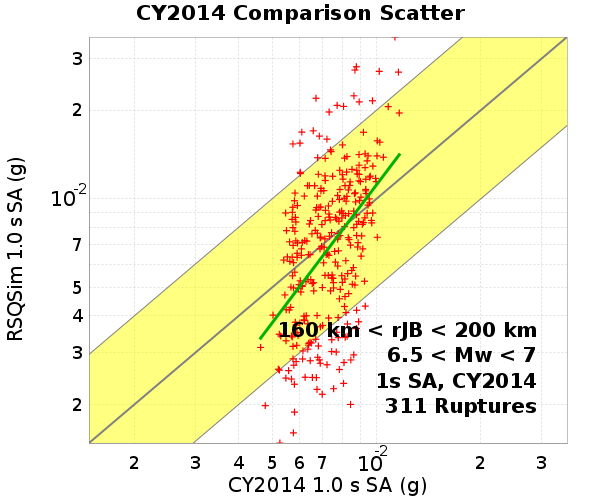 CY2014 Comparison Scatter
RSQSim 1.0 s SA (g)
3
2
10-2
7
5
4
3
2
160 km < rJB < 200 km
6.5 < Mw < 7
1s SA, CY2014
311 Ruptures
2 3 4 5 6 7 10-2 2 3
CY2014 1.0 s SA (g)